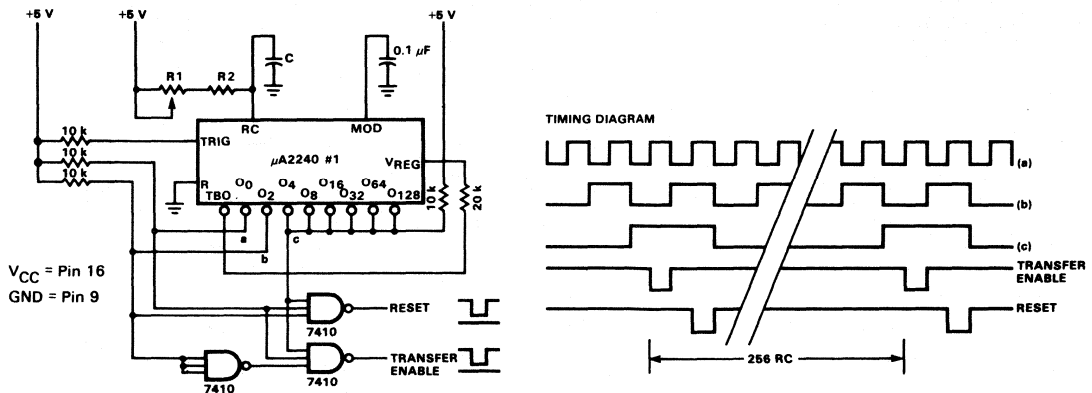 +5 V
+5 V
+5 V
C
0.1 μF
R1
R2
RC
MOD
10 k
10 k
10 k
TRIG
μA2240 #1
VREG
R
TBO
O0
O2
O4
O8
O16
O32
O64
O128
10 k
20 k
a
b
c
VCC = Pin 16
GND = Pin 9
RESET
7410
TRANSFER
ENABLE
7410
7410
TIMING DIAGRAM
(a)
(b)
(c)
TRANSFER
ENABLE
RESET
256 RC